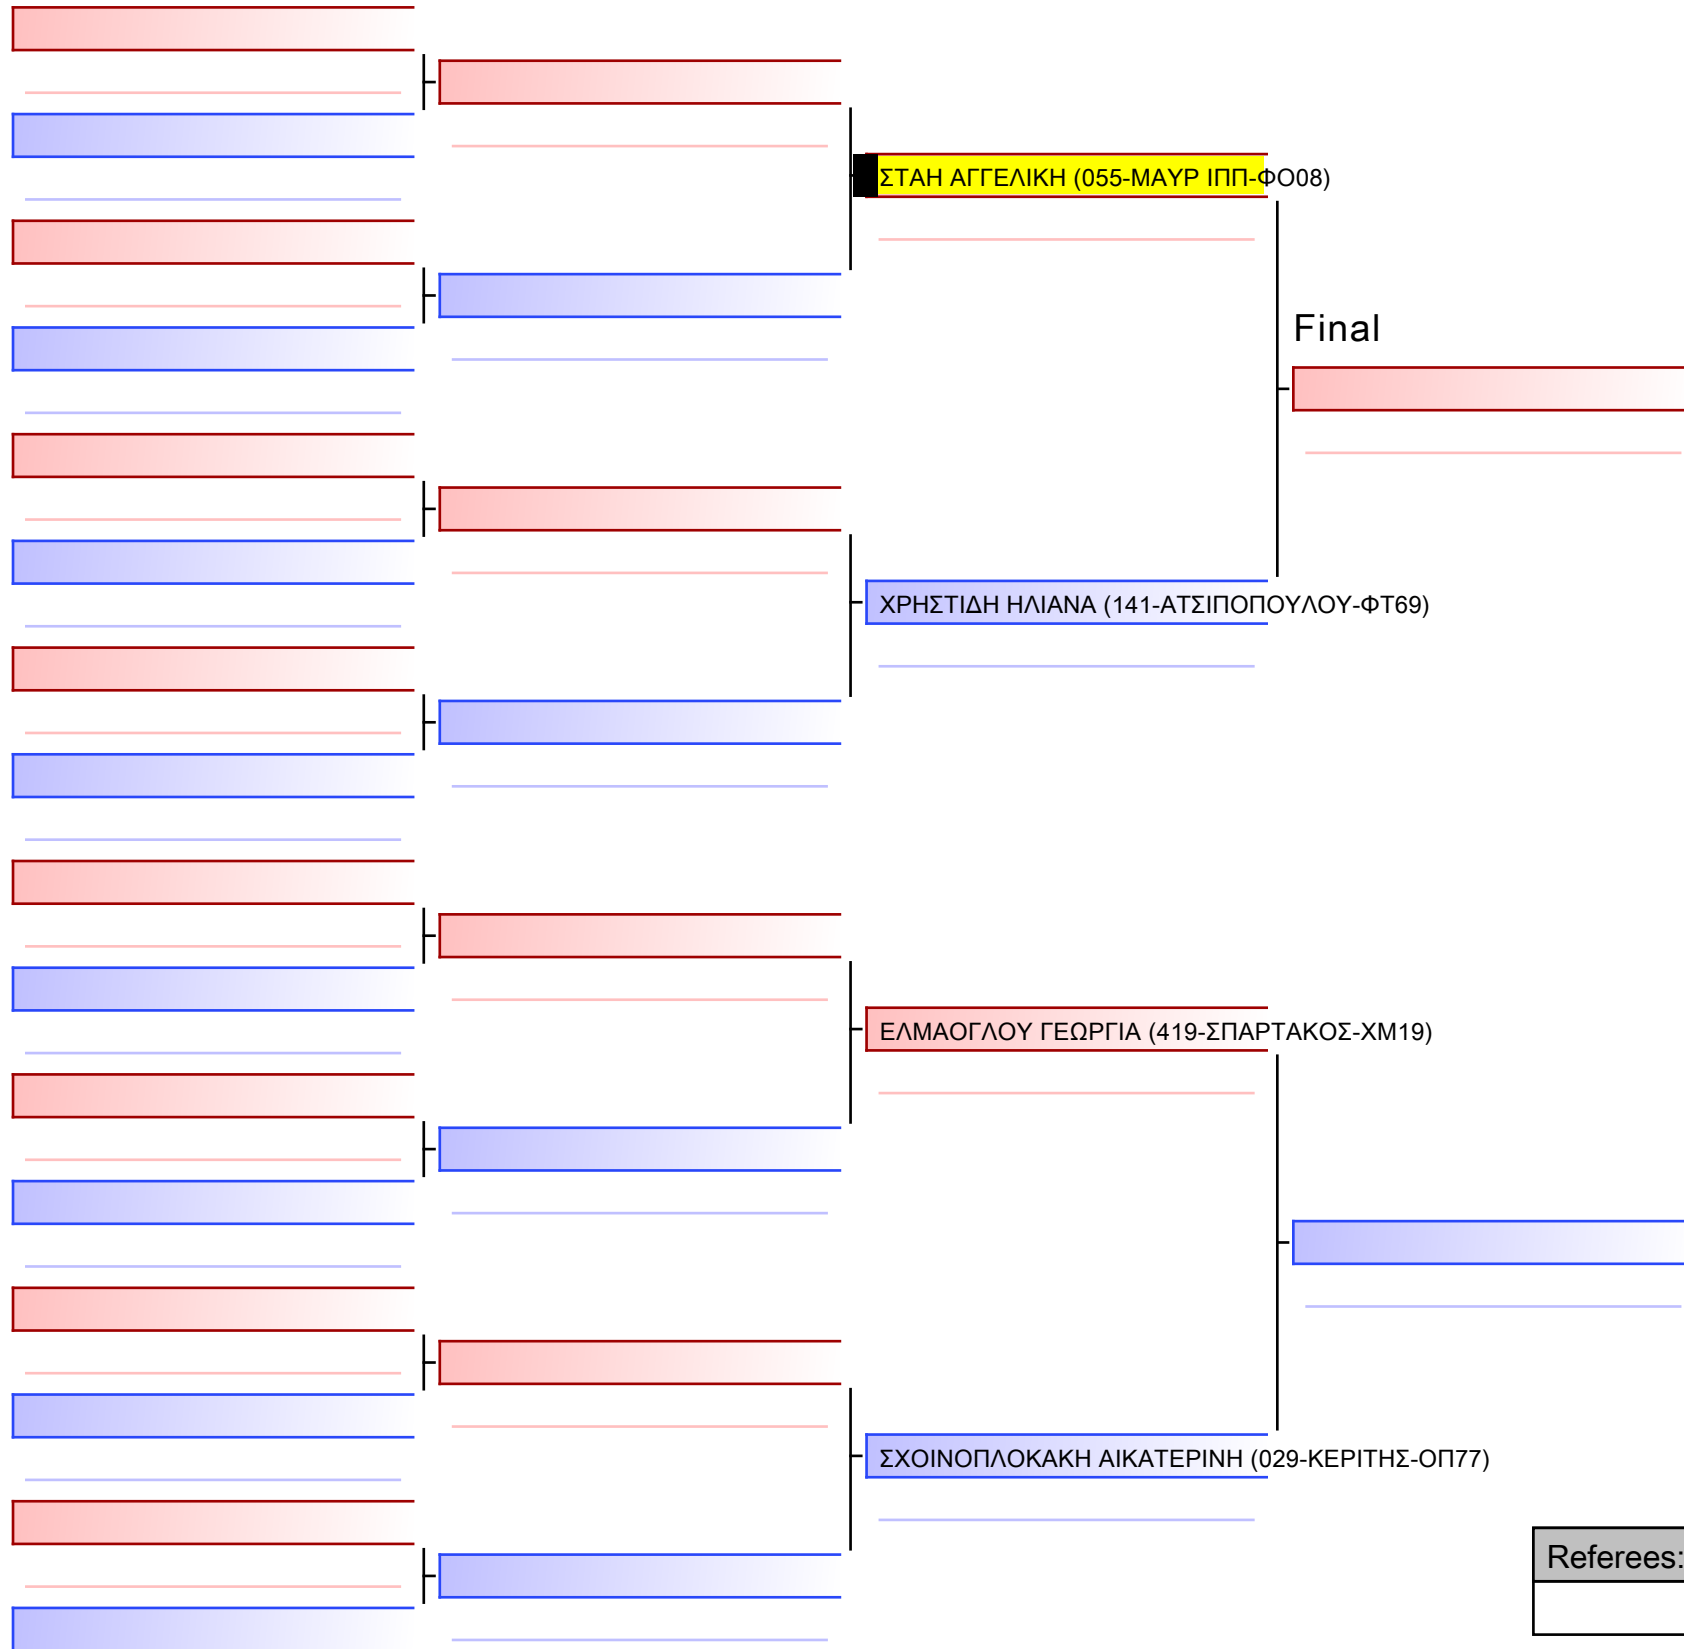 ΣΤΑΗ ΑΓΓΕΛΙΚΗ (055-ΜΑΥΡ ΙΠΠ-ΦΟ08)
Final
ΧΡΗΣΤΙΔΗ ΗΛΙΑΝΑ (141-ΑΤΣΙΠΟΠΟΥΛΟΥ-ΦΤ69)
ΕΛΜΑΟΓΛΟΥ ΓΕΩΡΓΙΑ (419-ΣΠΑΡΤΑΚΟΣ-ΧΜ19)
ΣΧΟΙΝΟΠΛΟΚΑΚΗ ΑΙΚΑΤΕΡΙΝΗ (029-ΚΕΡΙΤΗΣ-ΟΠ77)
Referees: